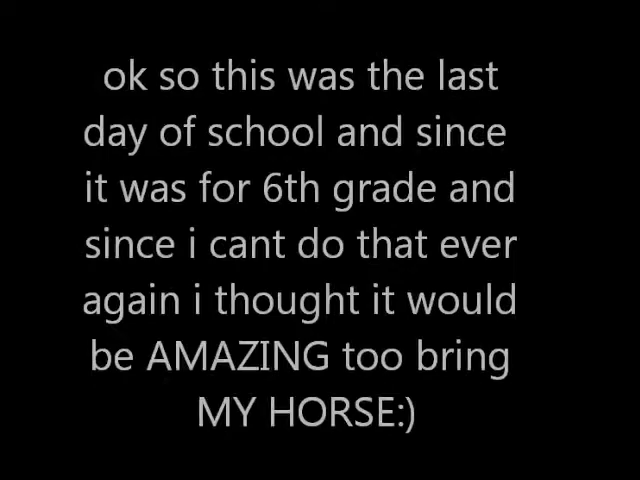 ok so this was the last
day of school and since
it was for 6th grade and
since i cant do that ever
again i thought it would
be AMAZING too bring
MY HORSE:)